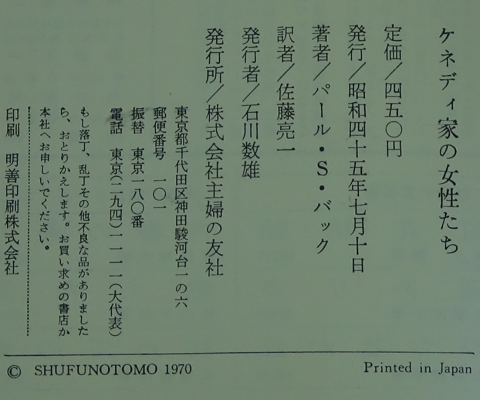 ケネディ家の女性たち
定価／四五〇円
発行／昭和四十五年七月十日
著者／パール・S・バック
訳者／佐藤亮一
発行者／石川数雄
発行所／株式会社主婦の友社
東京都千代田区神田駿河台一の六
郵便番号　一〇一
振替　東京一八〇番
電話　東京(二九四)一一一一(大代表)
もし落丁、乱丁その他不良な品がありました
ら、おとりかえします。お買い求めの書店か
本社へお申しいでください。
印刷　明善印刷株式会社
© SHUFUNOTOMO 1970
Printed in Japan